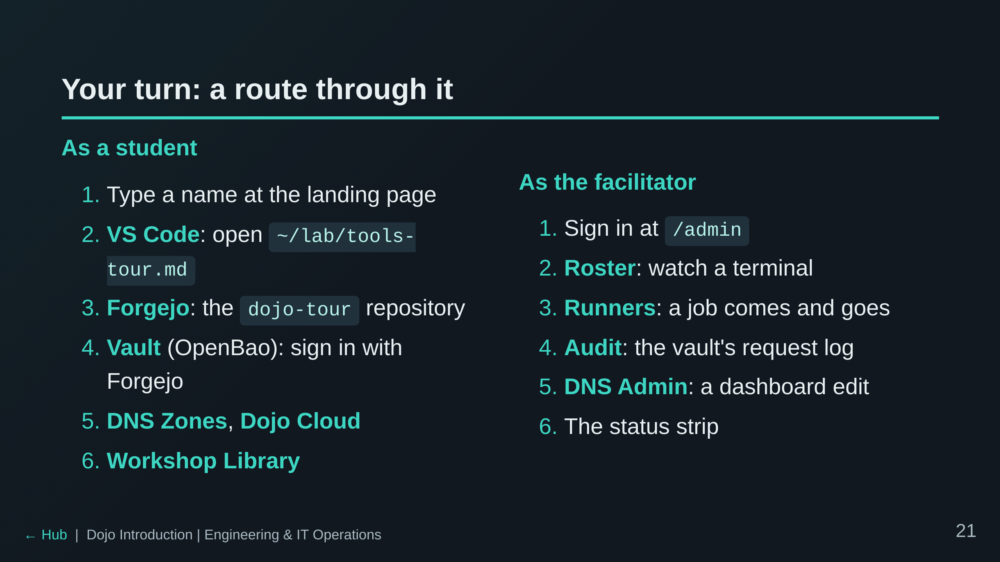 Your turn: a route through it
As a student
1. Type a name at the landing page
2. VS Code: open ~/lab/tools-
tour.md
3. Forgejo: the dojo-tour repository
4. Vault (OpenBao): sign in with
Forgejo
5. DNS Zones, Dojo Cloud
6. Workshop Library
As the facilitator
1. Sign in at /admin
2. Roster: watch a terminal
3. Runners: a job comes and goes
4. Audit: the vault's request log
5. DNS Admin: a dashboard edit
6. The status strip
← Hub | Dojo Introduction | Engineering & IT Operations
21